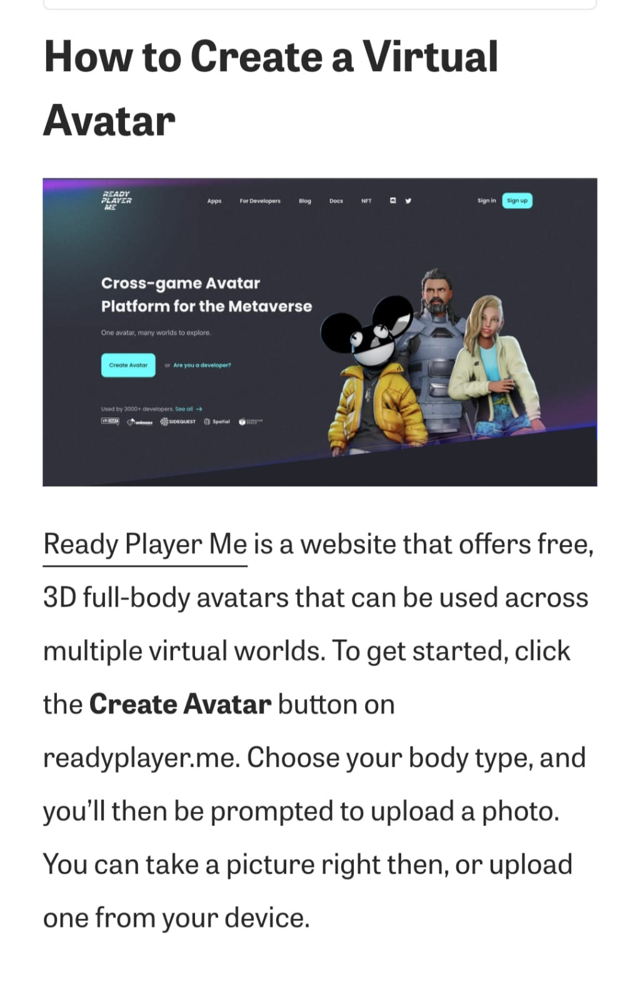 How to Create a Virtual
Avatar
READY
PLAYER
ME
Apps For Developers Blog Docs NFT Sign in Sign up
Cross-game Avatar
Platform for the Metaverse
One avatar, many worlds to explore.
Create Avatar or Are you a developer?
Used by 3000+ developers. See all →
VRCHAT animaze SIDEQUEST Spatial
Ready Player Me is a website that offers free,
3D full-body avatars that can be used across
multiple virtual worlds. To get started, click
the Create Avatar button on
readyplayer.me. Choose your body type, and
you’ll then be prompted to upload a photo.
You can take a picture right then, or upload
one from your device.